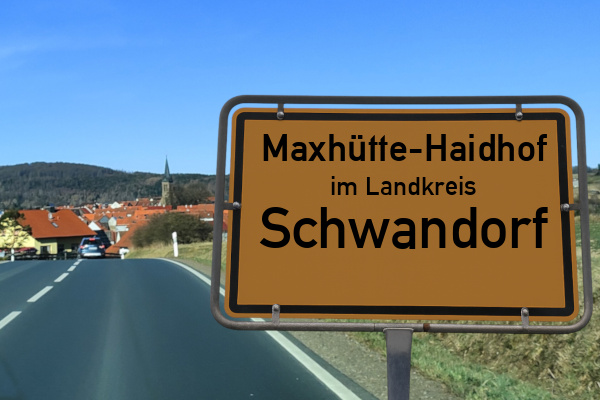 Maxhütte-Haidhof
im Landkreis
Schwandorf